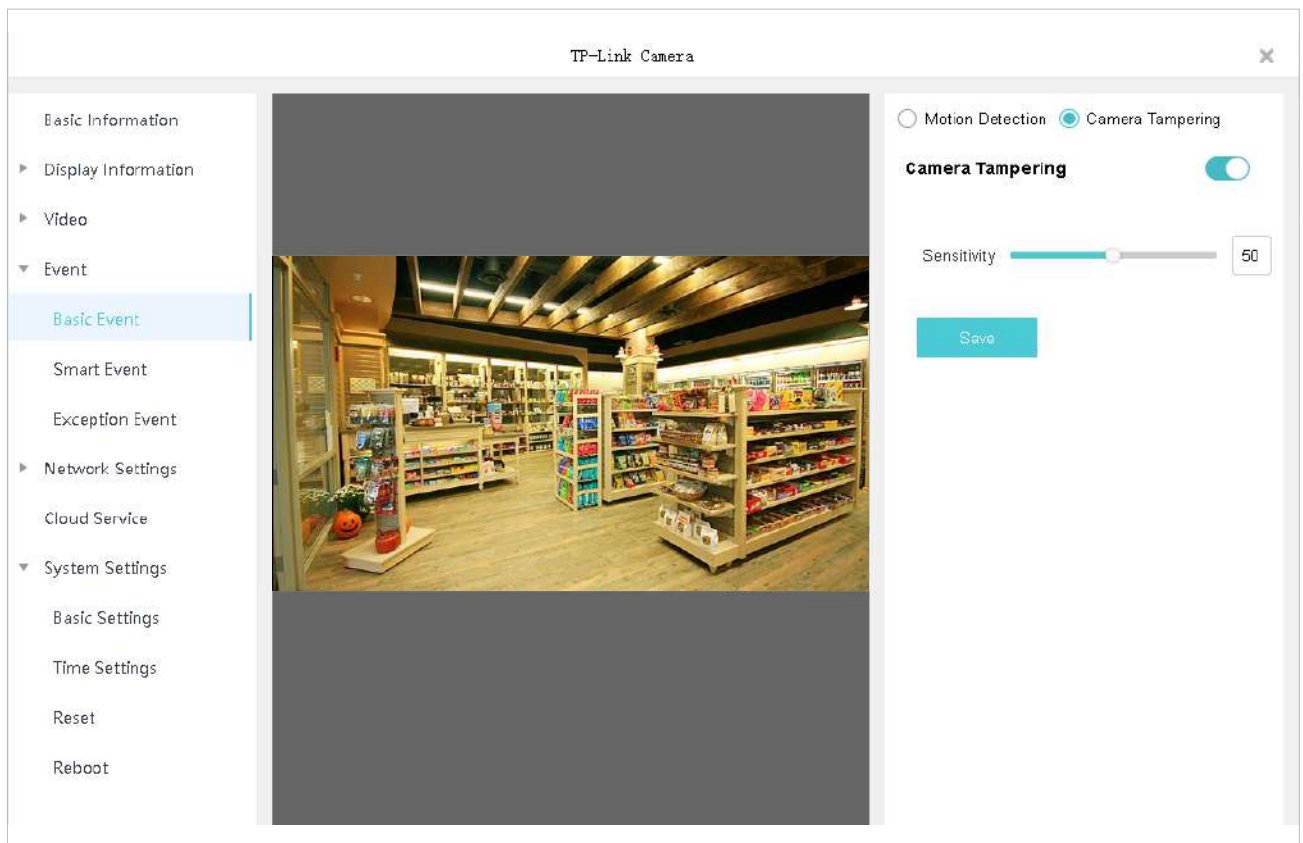 TP-Link Camera
Basic Information
Display Information
Video
Event
Basic Event
Smart Event
Exception Event
Network Settings
Cloud Service
System Settings
Basic Settings
Time Settings
Reset
Reboot
Motion Detection Camera Tampering
Camera Tampering
Sensitivity 50
Save